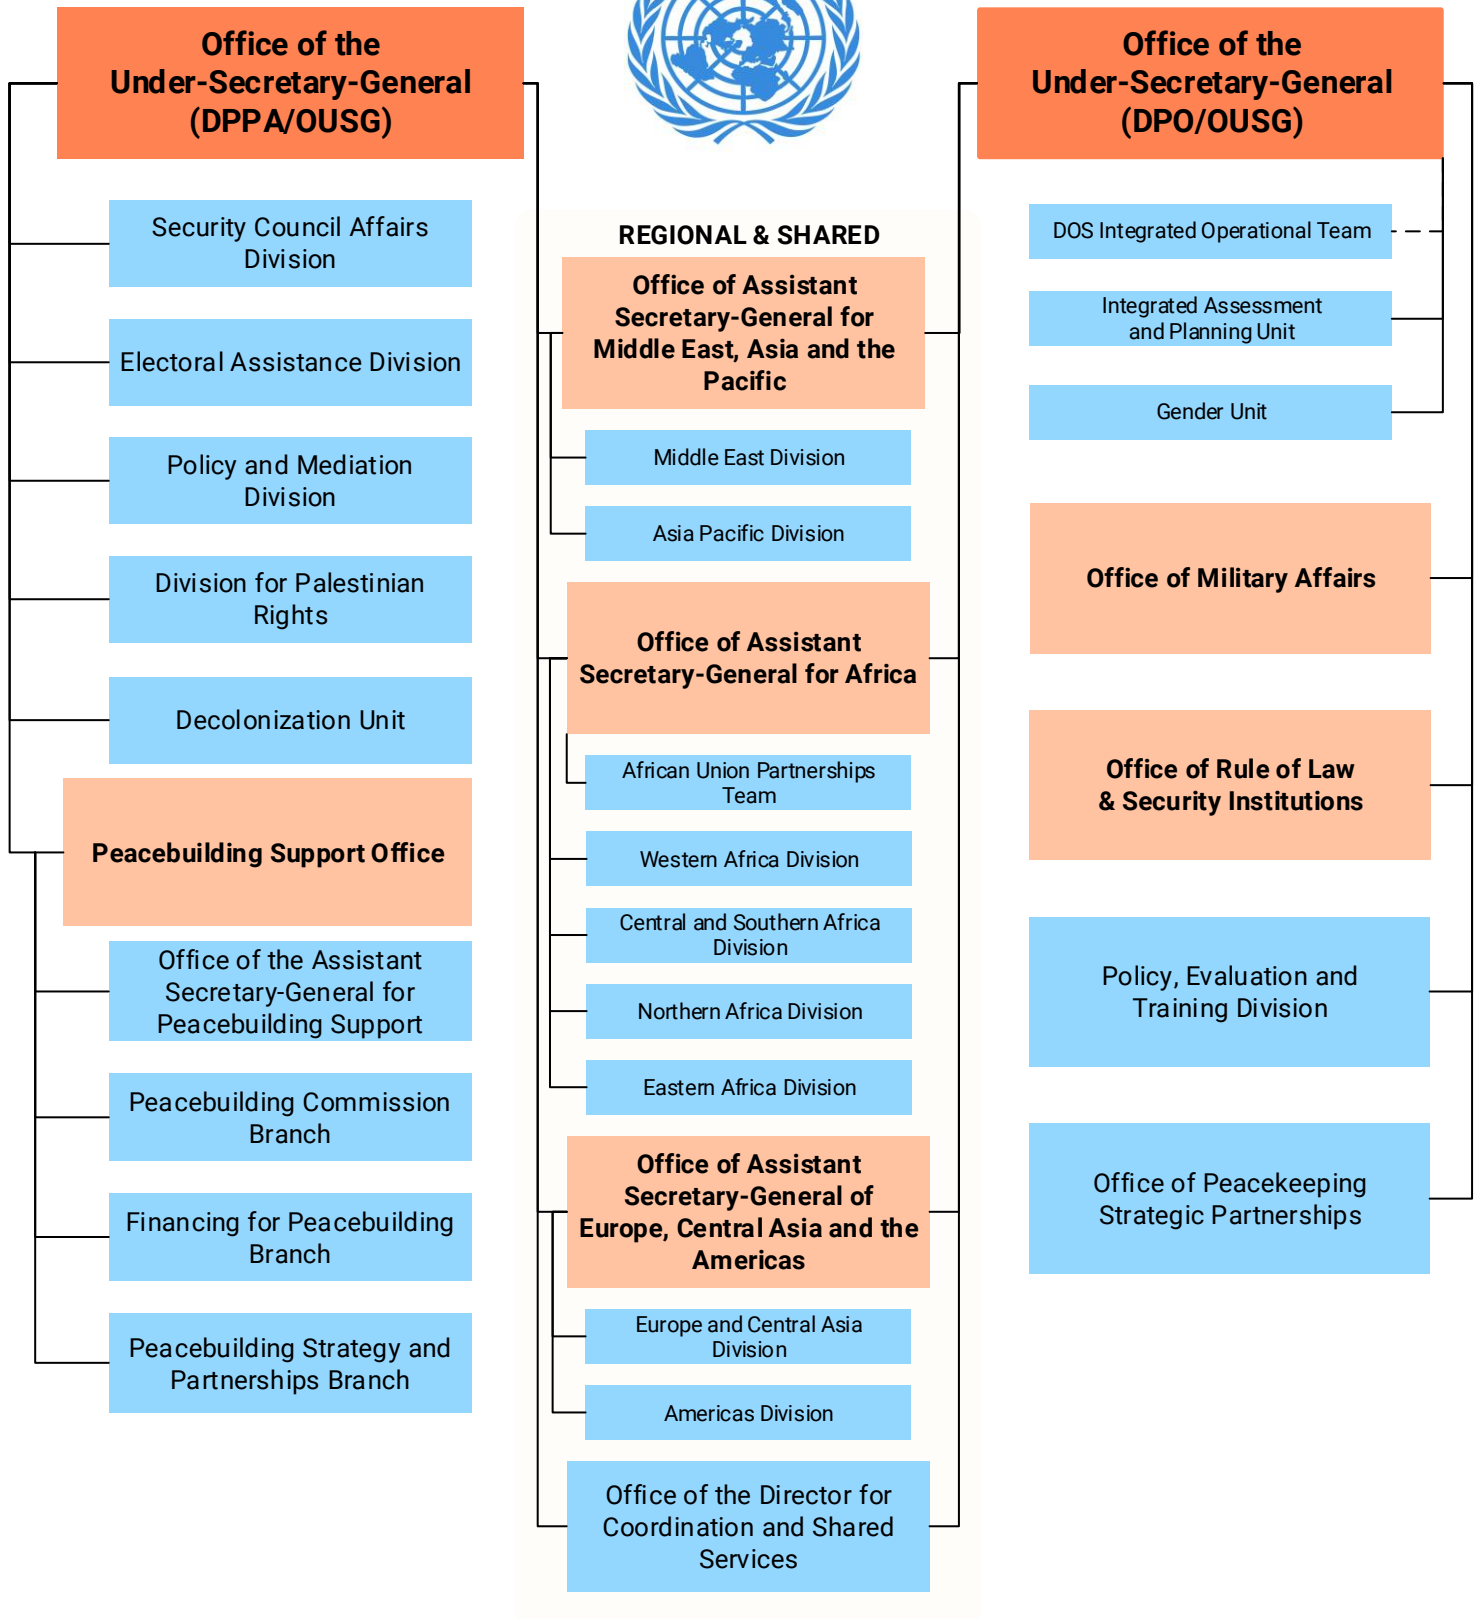 Office of the
Under-Secretary-General
(DPPA/OUSG)
Security Council Affairs
Division
Electoral Assistance Division
Policy and Mediation
Division
Division for Palestinian
Rights
Decolonization Unit
Peacebuilding Support Office
Office of the Assistant
Secretary-General for
Peacebuilding Support
Peacebuilding Commission
Branch
Financing for Peacebuilding
Branch
Peacebuilding Strategy and
Partnerships Branch
REGIONAL & SHARED
Office of Assistant
Secretary-General for
Middle East, Asia and the
Pacific
Middle East Division
Asia Pacific Division
Office of Assistant
Secretary-General for Africa
African Union Partnerships
Team
Western Africa Division
Central and Southern Africa
Division
Northern Africa Division
Eastern Africa Division
Office of Assistant
Secretary-General of
Europe, Central Asia and the
Americas
Europe and Central Asia
Division
Americas Division
Office of the Director for
Coordination and Shared
Services
Office of the
Under-Secretary-General
(DPO/OUSG)
DOS Integrated Operational Team
Integrated Assessment
and Planning Unit
Gender Unit
Office of Military Affairs
Office of Rule of Law
& Security Institutions
Policy, Evaluation and
Training Division
Office of Peacekeeping
Strategic Partnerships